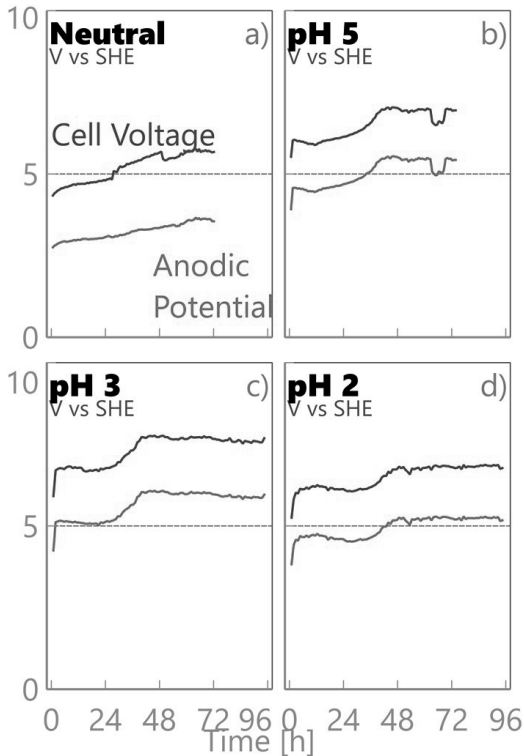 10
Neutral a)
V vs SHE
Cell Voltage
5
Anodic
Potential
0
pH 5 b)
V vs SHE
10
pH 3 c)
V vs SHE
5
0
pH 2 d)
V vs SHE
0 24 48 72 96 0 24 48 72 96
Time [h]